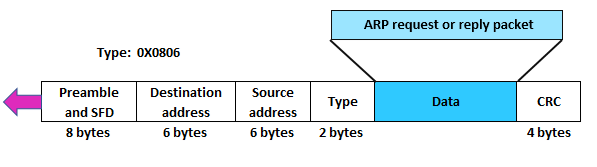 ARP request or reply packet
Type: 0X0806
Preamble and SFD
Destination address
Source address
Type
Data
CRC
8 bytes
6 bytes
6 bytes
2 bytes
4 bytes